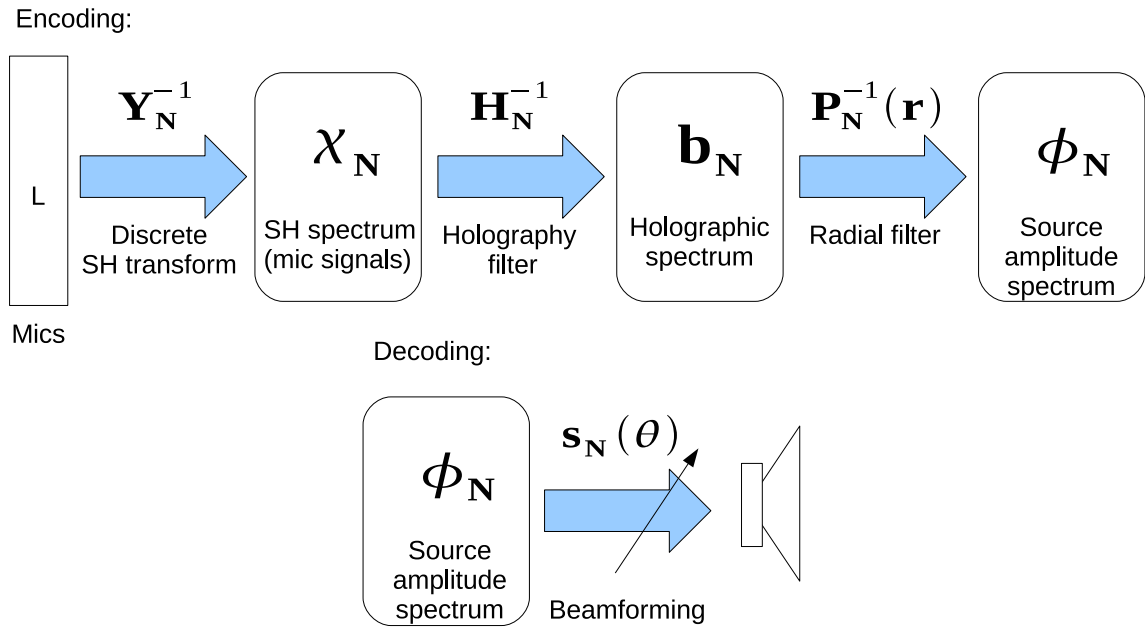 Encoding:
L
Mics
𝐘_𝐍^−1
Discrete
SH transform
χ_𝐍
SH spectrum
(mic signals)
𝐇_𝐍^−1
Holography
filter
𝐛_𝐍
Holographic
spectrum
𝐏_𝐍^−1(𝐫)
Radial filter
ϕ_𝐍
Source
amplitude
spectrum
Decoding:
ϕ_𝐍
Source
amplitude
spectrum
𝐬_𝐍(θ)
Beamforming